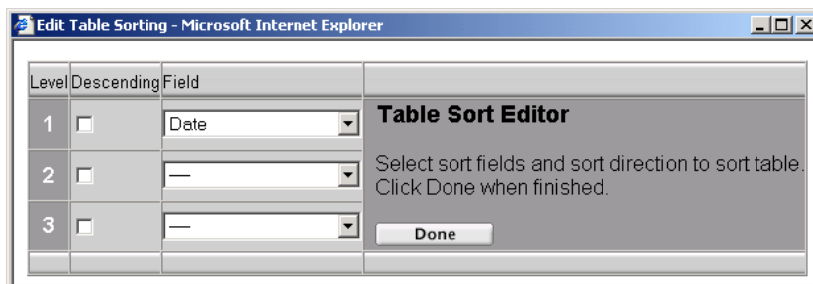 Edit Table Sorting - Microsoft Internet Explorer
Level Descending Field
1 Date
Table Sort Editor
2 —
Select sort fields and sort direction to sort table.
Click Done when finished.
3 —
Done